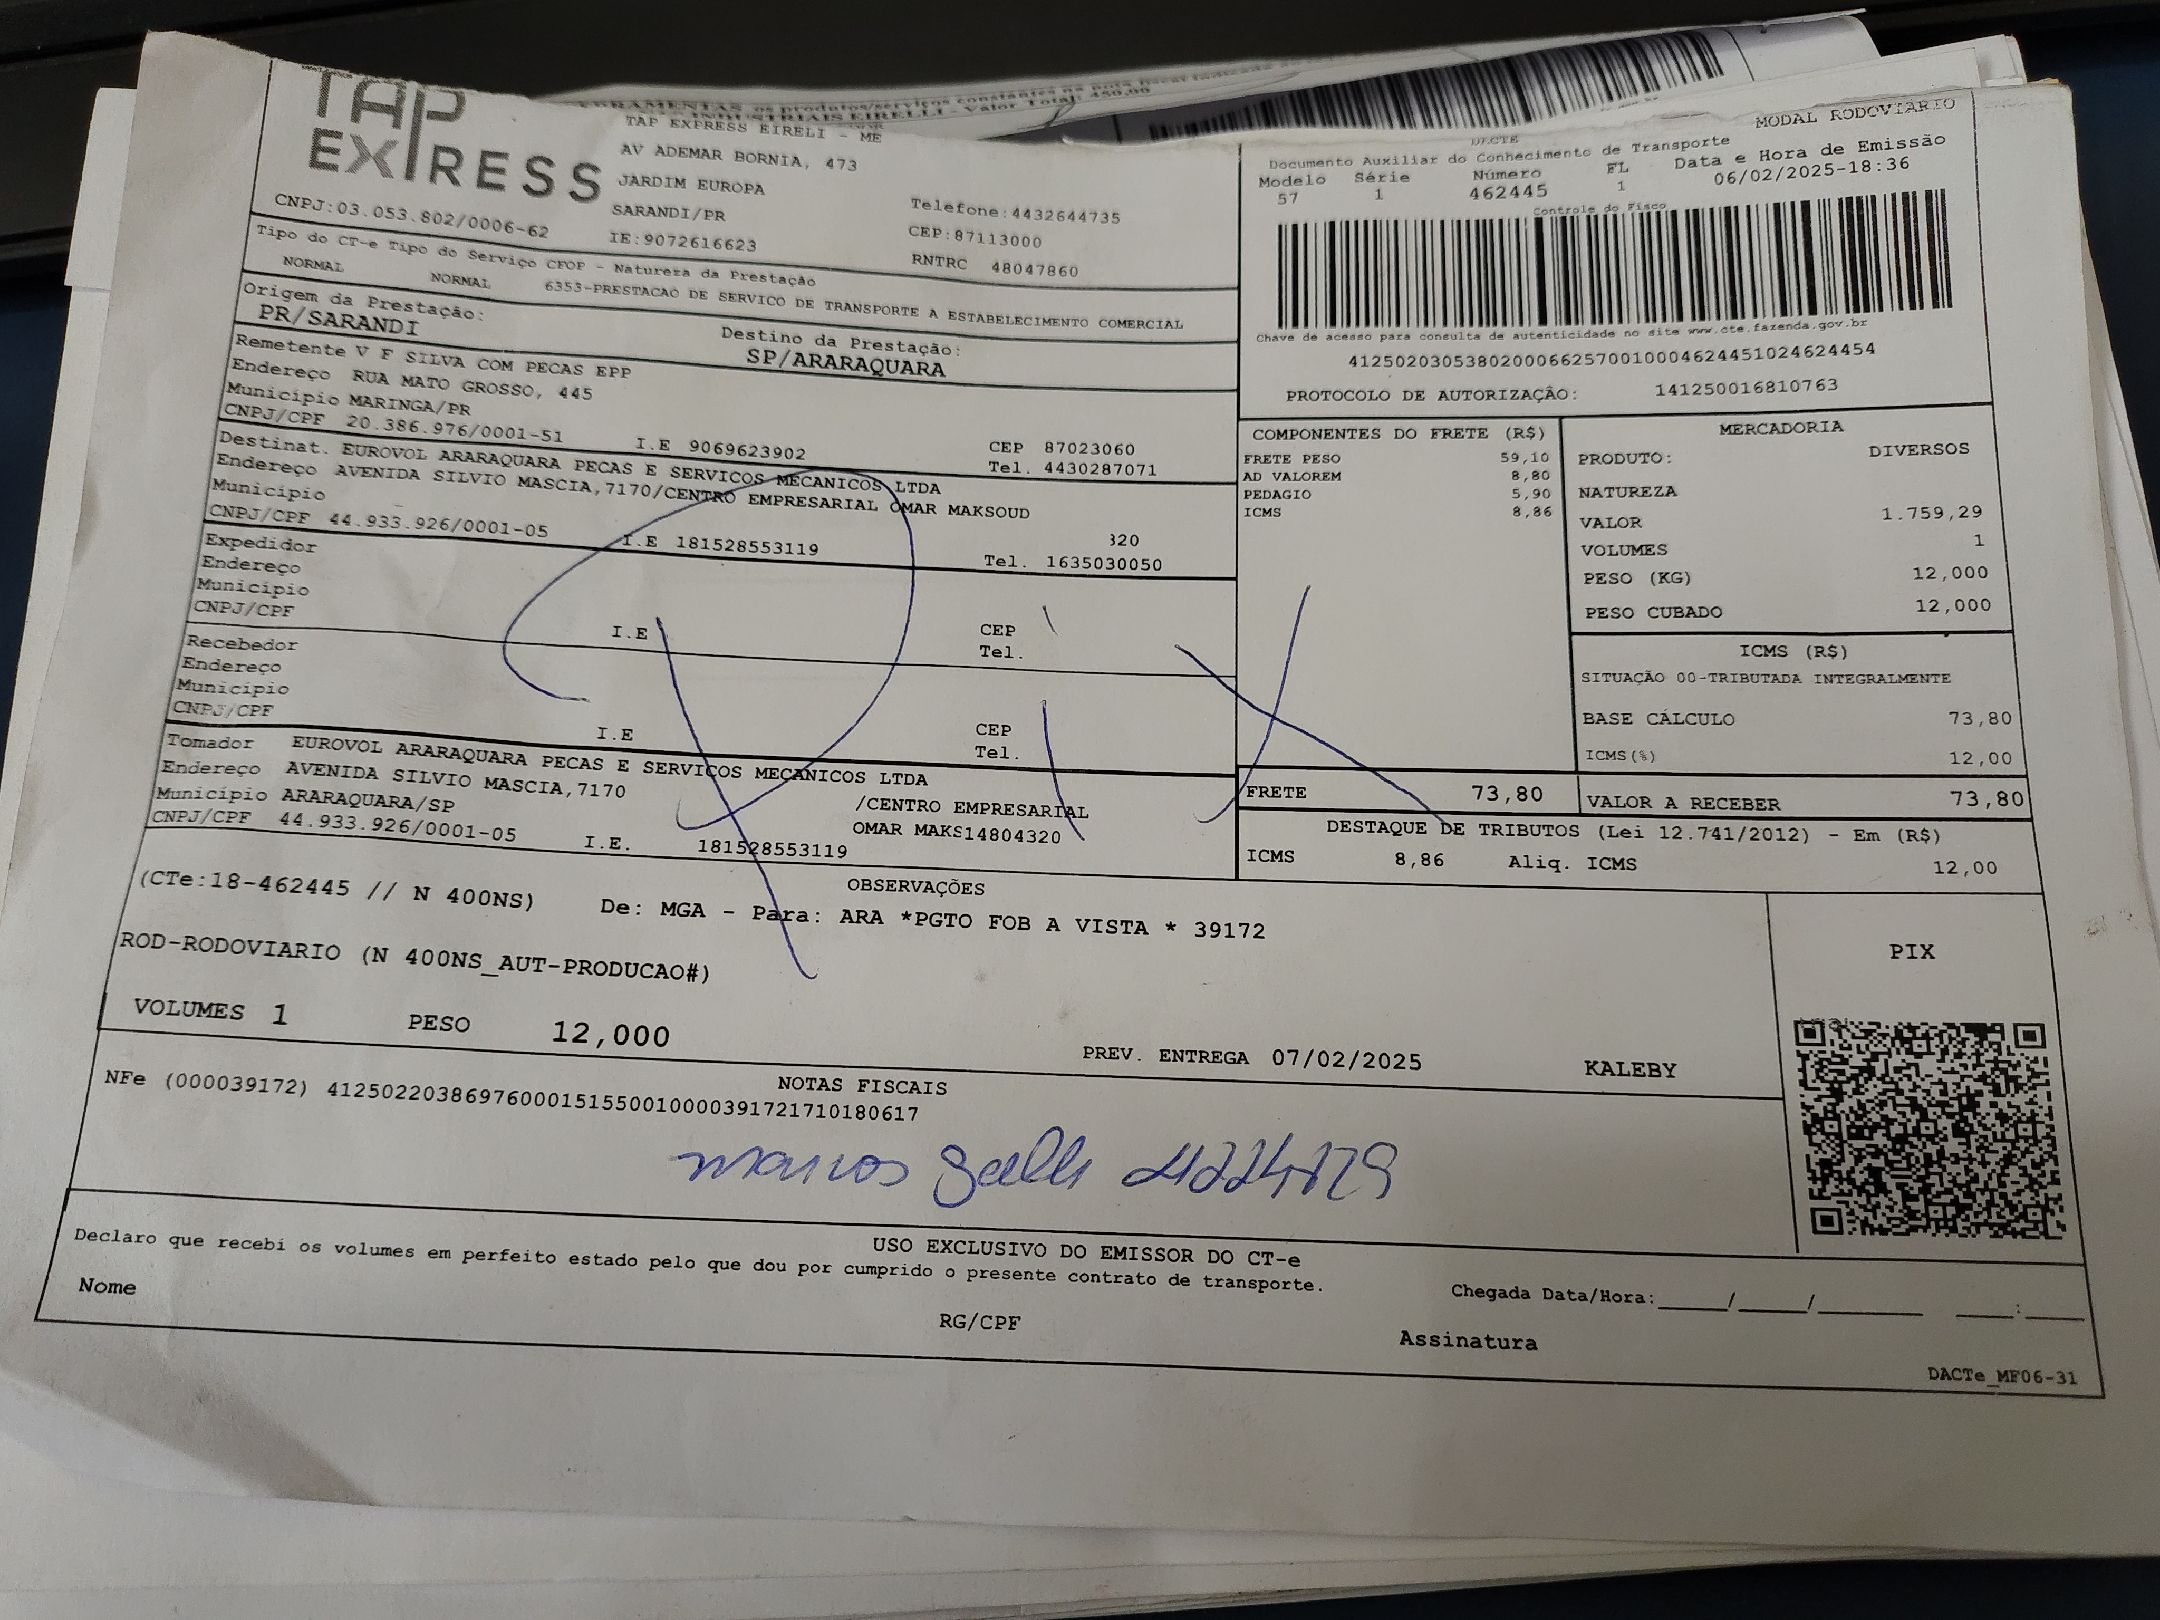 TAP
EXPRESS
TAP EXPRESS EIRELI - ME
AV ADEMAR BORNIA, 473
JARDIM EUROPA
SARANDI/PR
Telefone:4432644735
CNPJ:03.053.802/0006-62
IE:9072616623
CEP:87113000
RNTRC 48047860
MODAL RODOVIÁRIO
DACTE
Documento Auxiliar do Conhecimento de Transporte
Modelo Série Número FL Data e Hora de Emissão
57 1 462445 1 06/02/2025-18:36
Controle do Fisco
Chave de acesso para consulta de autenticidade no site www.cte.fazenda.gov.br
41250203053802000662570010004624451024624454
PROTOCOLO DE AUTORIZAÇÃO: 141250016810763
Tipo do CT-e Tipo do Serviço CFOP - Natureza da Prestação
NORMAL NORMAL 6353-PRESTACAO DE SERVICO DE TRANSPORTE A ESTABELECIMENTO COMERCIAL
Origem da Prestação: Destino da Prestação:
PR/SARANDI SP/ARARAQUARA
Remetente V F SILVA COM PECAS EPP
Endereço RUA MATO GROSSO, 445
Município MARINGA/PR CEP 87023060
CNPJ/CPF 20.386.976/0001-51 I.E 9069623902 Tel. 4430287071
Destinat. EUROVOL ARARAQUARA PECAS E SERVICOS MECANICOS LTDA
Endereço AVENIDA SILVIO MASCIA,7170/CENTRO EMPRESARIAL OMAR MAKSOUD
Município 320
CNPJ/CPF 44.933.926/0001-05 I.E 181528553119 Tel. 1635030050
Expedidor
Endereço
Município CEP
CNPJ/CPF I.E Tel.
Recebedor
Endereço
Município CEP
CNPJ/CPF I.E Tel.
Tomador EUROVOL ARARAQUARA PECAS E SERVICOS MECANICOS LTDA
Endereço AVENIDA SILVIO MASCIA,7170 /CENTRO EMPRESARIAL
Município ARARAQUARA/SP OMAR MAKS14804320
CNPJ/CPF 44.933.926/0001-05 I.E. 181528553119
COMPONENTES DO FRETE (R$)
FRETE PESO 59,10
AD VALOREM 8,80
PEDAGIO 5,90
ICMS 8,86
MERCADORIA
PRODUTO: DIVERSOS
NATUREZA
VALOR 1.759,29
VOLUMES 1
PESO (KG) 12,000
PESO CUBADO 12,000
ICMS (R$)
SITUAÇÃO 00-TRIBUTADA INTEGRALMENTE
BASE CÁLCULO 73,80
ICMS(%) 12,00
FRETE 73,80 VALOR A RECEBER 73,80
DESTAQUE DE TRIBUTOS (Lei 12.741/2012) - Em (R$)
ICMS 8,86 Aliq. ICMS 12,00
OBSERVAÇÕES
(CTe:18-462445 // N 400NS) De: MGA - Para: ARA *PGTO FOB A VISTA * 39172
ROD-RODOVIARIO (N 400NS_AUT-PRODUCAO#)
VOLUMES 1 PESO 12,000 PREV. ENTREGA 07/02/2025 KALEBY
PIX
NOTAS FISCAIS
NFe (000039172) 41250220386976000151550010000391721710180617
marcos
USO EXCLUSIVO DO EMISSOR DO CT-e
Declaro que recebi os volumes em perfeito estado pelo que dou por cumprido o presente contrato de transporte.
Chegada Data/Hora:_____/_____/________ ____:_____
Nome RG/CPF Assinatura
DACTe_MF06-31